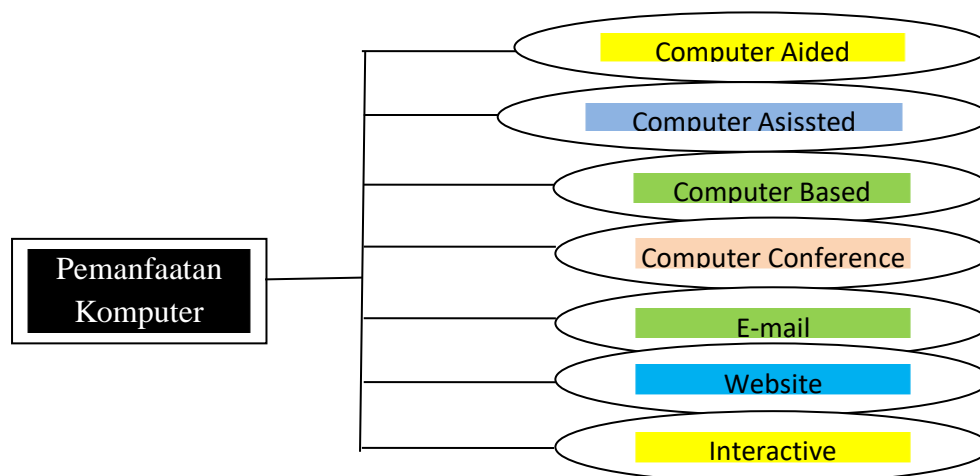 Computer Aided
Computer Asissted
Computer Based
Computer Conference
Pemanfaatan
Komputer
E-mail
Website
Interactive